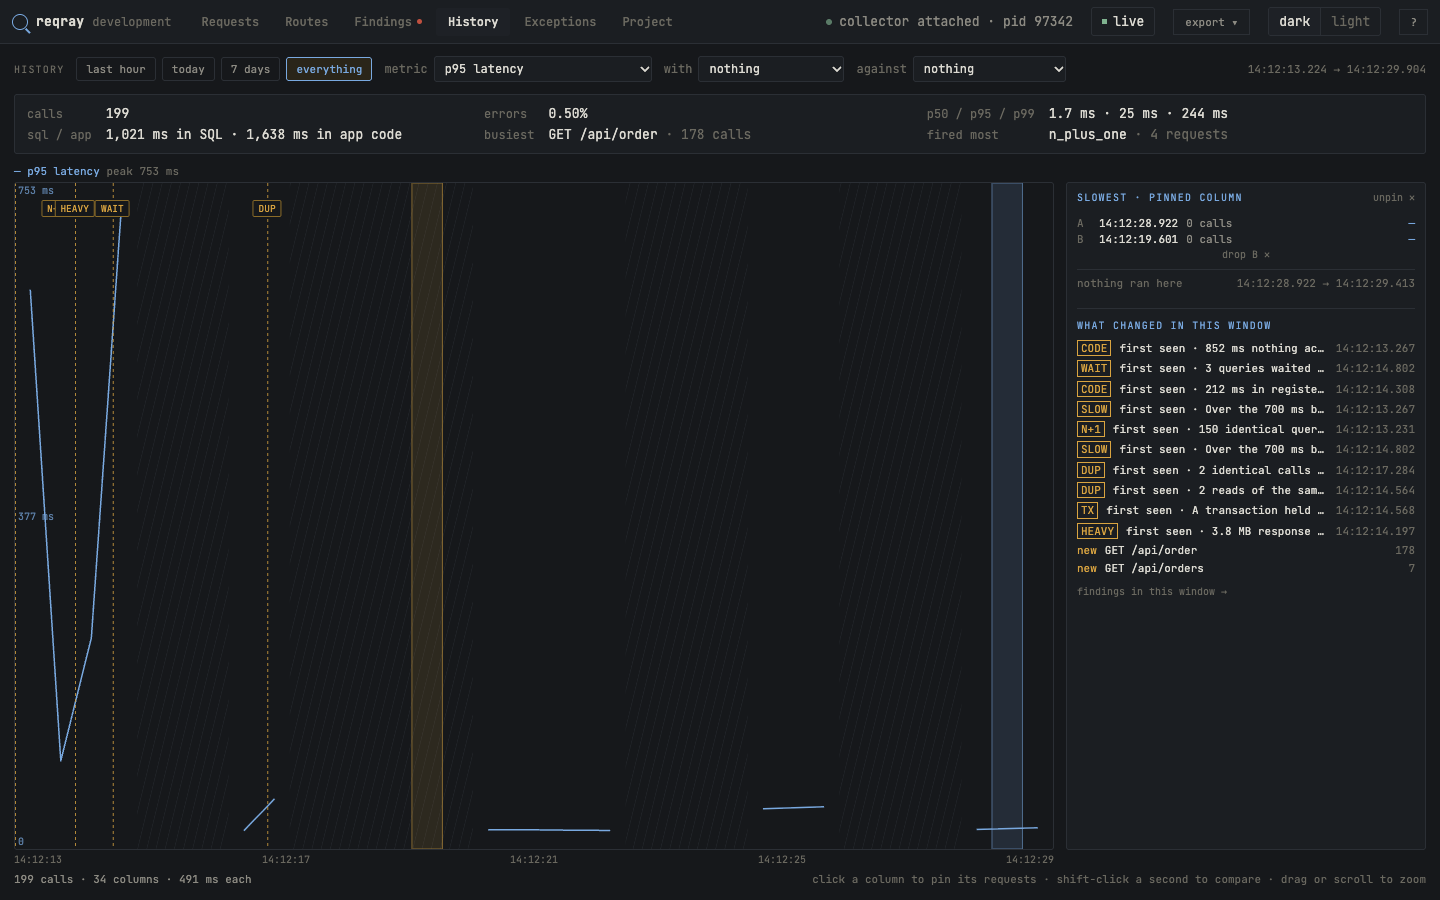 reqray development Requests Routes Findings History Exceptions Project collector attached · pid 97342 live export ▾ dark light ?
HISTORY last hour today 7 days everything metric p95 latency with nothing against nothing 14:12:13.224 → 14:12:29.904
calls 199 errors 0.50% p50 / p95 / p99 1.7 ms · 25 ms · 244 ms
sql / app 1,021 ms in SQL · 1,638 ms in app code busiest GET /api/order · 178 calls fired most n_plus_one · 4 requests
— p95 latency peak 753 ms
753 ms
N- HEAVY WAIT DUP
377 ms
0
14:12:13 14:12:17 14:12:21 14:12:25 14:12:29
SLOWEST · PINNED COLUMN unpin ×
A 14:12:28.922 0 calls —
B 14:12:19.601 0 calls —
drop B ×
nothing ran here 14:12:28.922 → 14:12:29.413
WHAT CHANGED IN THIS WINDOW
CODE first seen · 852 ms nothing ac… 14:12:13.267
WAIT first seen · 3 queries waited … 14:12:14.802
CODE first seen · 212 ms in registe… 14:12:14.308
SLOW first seen · Over the 700 ms b… 14:12:13.267
N+1 first seen · 150 identical quer… 14:12:13.231
SLOW first seen · Over the 700 ms b… 14:12:14.802
DUP first seen · 2 identical calls … 14:12:17.284
DUP first seen · 2 reads of the sam… 14:12:14.564
TX first seen · A transaction held … 14:12:14.568
HEAVY first seen · 3.8 MB response … 14:12:14.197
new GET /api/order 178
new GET /api/orders 7
findings in this window →
199 calls · 34 columns · 491 ms each click a column to pin its requests · shift-click a second to compare · drag or scroll to zoom